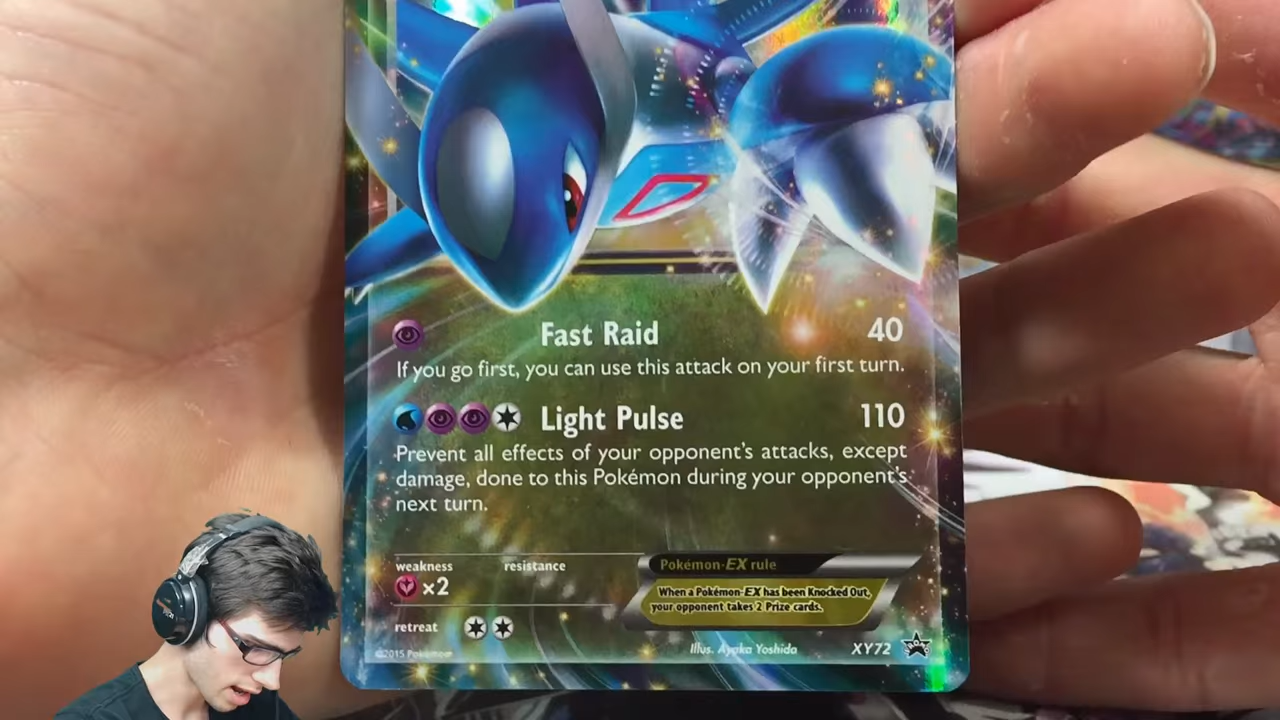 Fast Raid 40
If you go first, you can use this attack on your first turn.
Light Pulse 110
Prevent all effects of your opponent's attacks, except
damage, done to this Pokémon during your opponent's
next turn.
weakness resistance
×2
retreat
Pokémon-EX rule
When a Pokémon-EX has been Knocked Out,
your opponent takes 2 Prize cards.
©2015 Pokémon
Illus. Ayaka Yoshida XY72